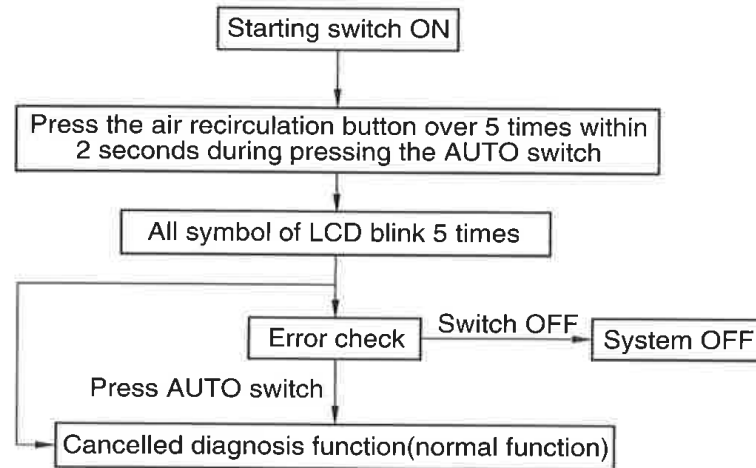 Starting switch ON
Press the air recirculation button over 5 times within
2 seconds during pressing the AUTO switch
All symbol of LCD blink 5 times
Error check
Switch OFF
System OFF
Press AUTO switch
Cancelled diagnosis function(normal function)